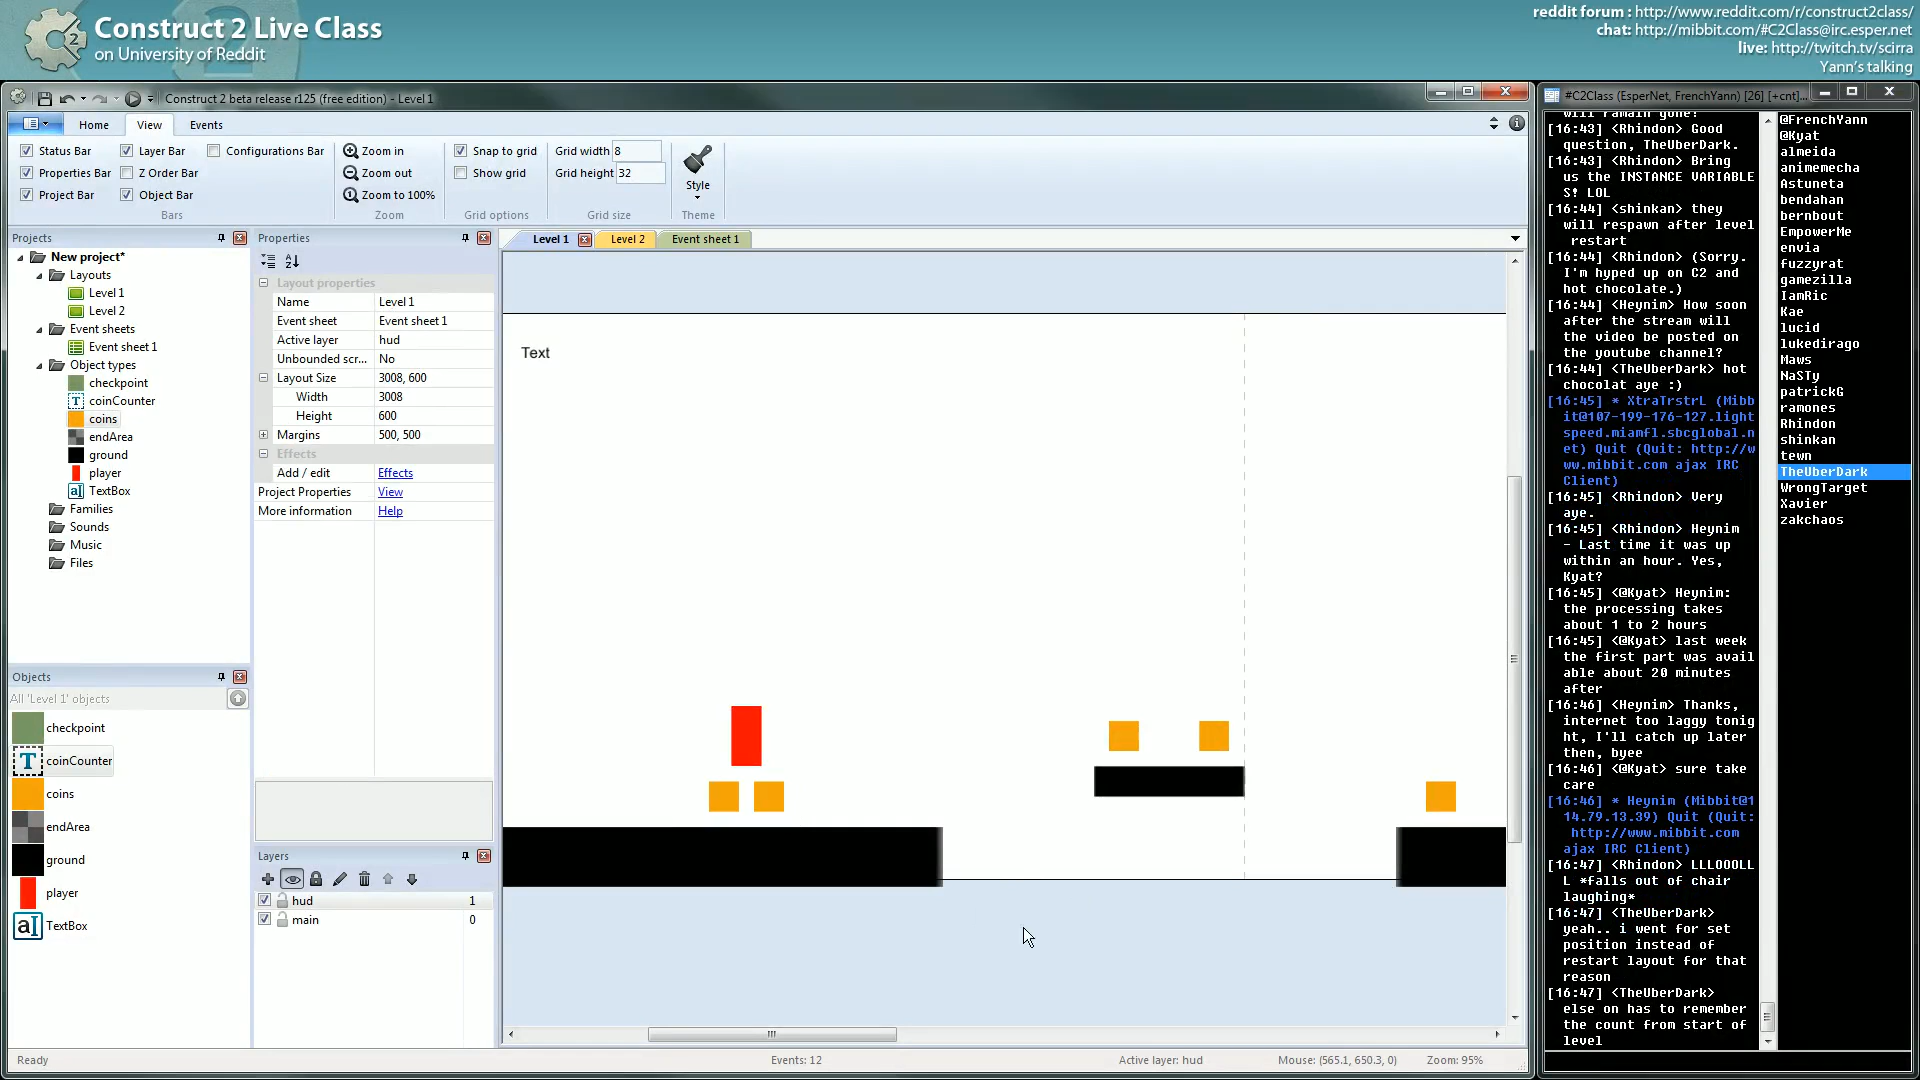 Construct 2 Live Class
on University of Reddit
reddit forum : http://www.reddit.com/r/construct2class/
chat: http://mibbit.com/#C2Class@irc.esper.net
live: http://twitch.tv/scirra
Yann's talking
Construct 2 beta release r125 (free edition) - Level 1
Home View Events
Status Bar Layer Bar Configurations Bar Zoom in Snap to grid Grid width 8
Properties Bar Z Order Bar Zoom out Show grid Grid height 32
Project Bar Object Bar Zoom to 100% Style
Bars Zoom Grid options Grid size Theme
Projects
New project*
Layouts
Level 1
Level 2
Event sheets
Event sheet 1
Object types
checkpoint
coinCounter
coins
endArea
ground
player
TextBox
Families
Sounds
Music
Files
Objects
All 'Level 1' objects
checkpoint
coinCounter
coins
endArea
ground
player
TextBox
Properties
Layout properties
Name Level 1
Event sheet Event sheet 1
Active layer hud
Unbounded scr... No
Layout Size 3008, 600
Width 3008
Height 600
Margins 500, 500
Effects
Add / edit Effects
Project Properties View
More information Help
Layers
hud 1
main 0
Level 1 Level 2 Event sheet 1
Text
Ready Events: 12 Active layer: hud Mouse: (565.1, 650.3, 0) Zoom: 95%
#C2Class (EsperNet, FrenchYann) [26] [+cnt]...
will ramain gone?
[16:43] <Rhindon> Good
question, TheUberDark.
[16:43] <Rhindon> Bring
us the INSTANCE VARIABLE
S! LOL
[16:44] <shinkan> they
will respawn after level
restart
[16:44] <Rhindon> (Sorry.
I'm hyped up on C2 and
hot chocolate.)
[16:44] <Heynim> How soon
after the stream will
the video be posted on
the youtube channel?
[16:44] <TheUberDark> hot
chocolat aye :)
[16:45] * XtraTrstrL (Mibb
it@107-199-176-127.light
speed.miamfl.sbcglobal.n
et) Quit (Quit: http://w
ww.mibbit.com ajax IRC
Client)
[16:45] <Rhindon> Very
aye.
[16:45] <Rhindon> Heynim
- Last time it was up
within an hour. Yes,
Kyat?
[16:45] <@Kyat> Heynim:
the processing takes
about 1 to 2 hours
[16:45] <@Kyat> last week
the first part was avail
able about 20 minutes
after
[16:46] <Heynim> Thanks,
internet too laggy tonig
ht, I'll catch up later
then, byee
[16:46] <@Kyat> sure take
care
[16:46] * Heynim (Mibbit@1
14.79.13.39) Quit (Quit:
http://www.mibbit.com
ajax IRC Client)
[16:47] <Rhindon> LLLOOOLL
L *falls out of chair
laughing*
[16:47] <TheUberDark>
yeah.. i went for set
position instead of
restart layout for that
reason
[16:47] <TheUberDark>
else on has to remember
the count from start of
level
@FrenchYann
@Kyat
almeida
animemecha
Astuneta
bendahan
bernbout
EmpowerMe
envia
fuzzyrat
gamezilla
IamRic
Kae
lucid
lukedirago
Maws
NaSTy
patrickG
ramones
Rhindon
shinkan
tewn
TheUberDark
WrongTarget
Xavier
zakchaos